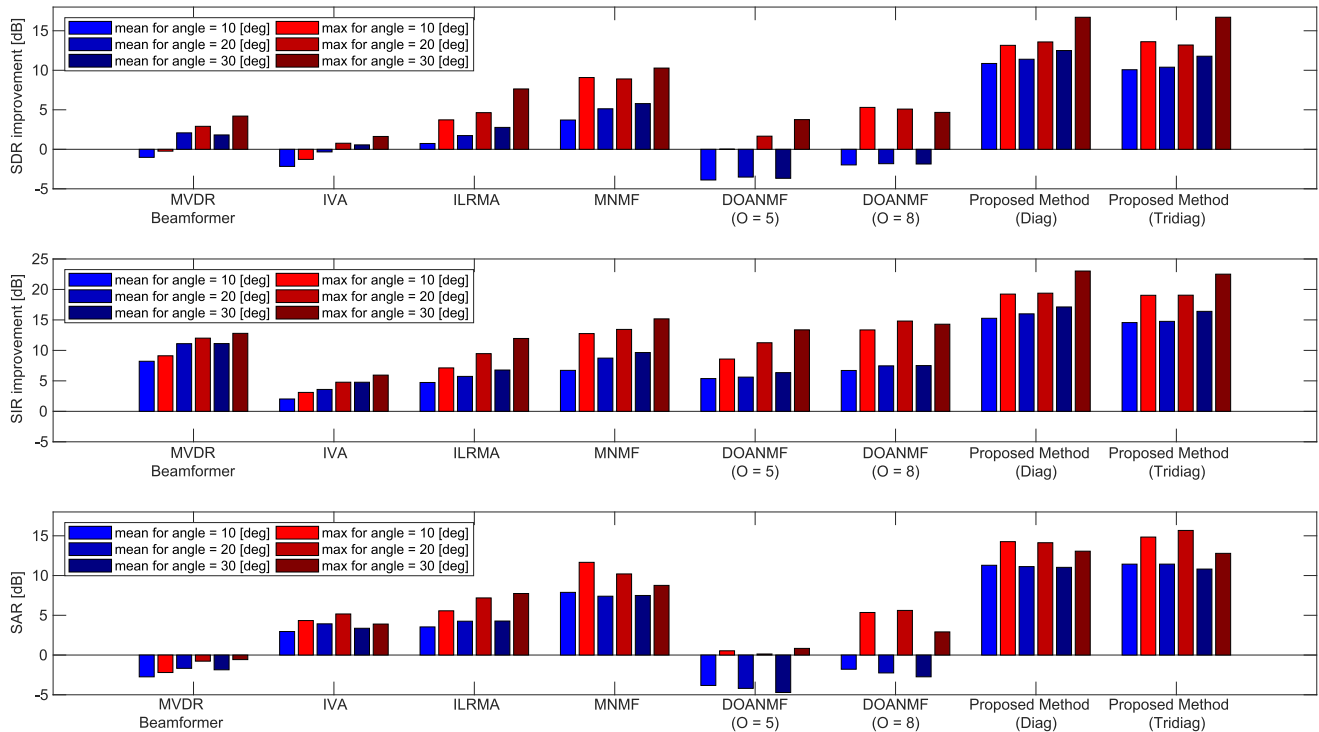 SDR improvement [dB]
15
10
5
0
-5
mean for angle = 10 [deg]
mean for angle = 20 [deg]
mean for angle = 30 [deg]
max for angle = 10 [deg]
max for angle = 20 [deg]
max for angle = 30 [deg]
MVDR
Beamformer
IVA
ILRMA
MNMF
DOANMF
(O = 5)
DOANMF
(O = 8)
Proposed Method
(Diag)
Proposed Method
(Tridiag)
SIR improvement [dB]
25
20
15
10
5
0
-5
mean for angle = 10 [deg]
mean for angle = 20 [deg]
mean for angle = 30 [deg]
max for angle = 10 [deg]
max for angle = 20 [deg]
max for angle = 30 [deg]
MVDR
Beamformer
IVA
ILRMA
MNMF
DOANMF
(O = 5)
DOANMF
(O = 8)
Proposed Method
(Diag)
Proposed Method
(Tridiag)
SAR [dB]
15
10
5
0
-5
mean for angle = 10 [deg]
mean for angle = 20 [deg]
mean for angle = 30 [deg]
max for angle = 10 [deg]
max for angle = 20 [deg]
max for angle = 30 [deg]
MVDR
Beamformer
IVA
ILRMA
MNMF
DOANMF
(O = 5)
DOANMF
(O = 8)
Proposed Method
(Diag)
Proposed Method
(Tridiag)